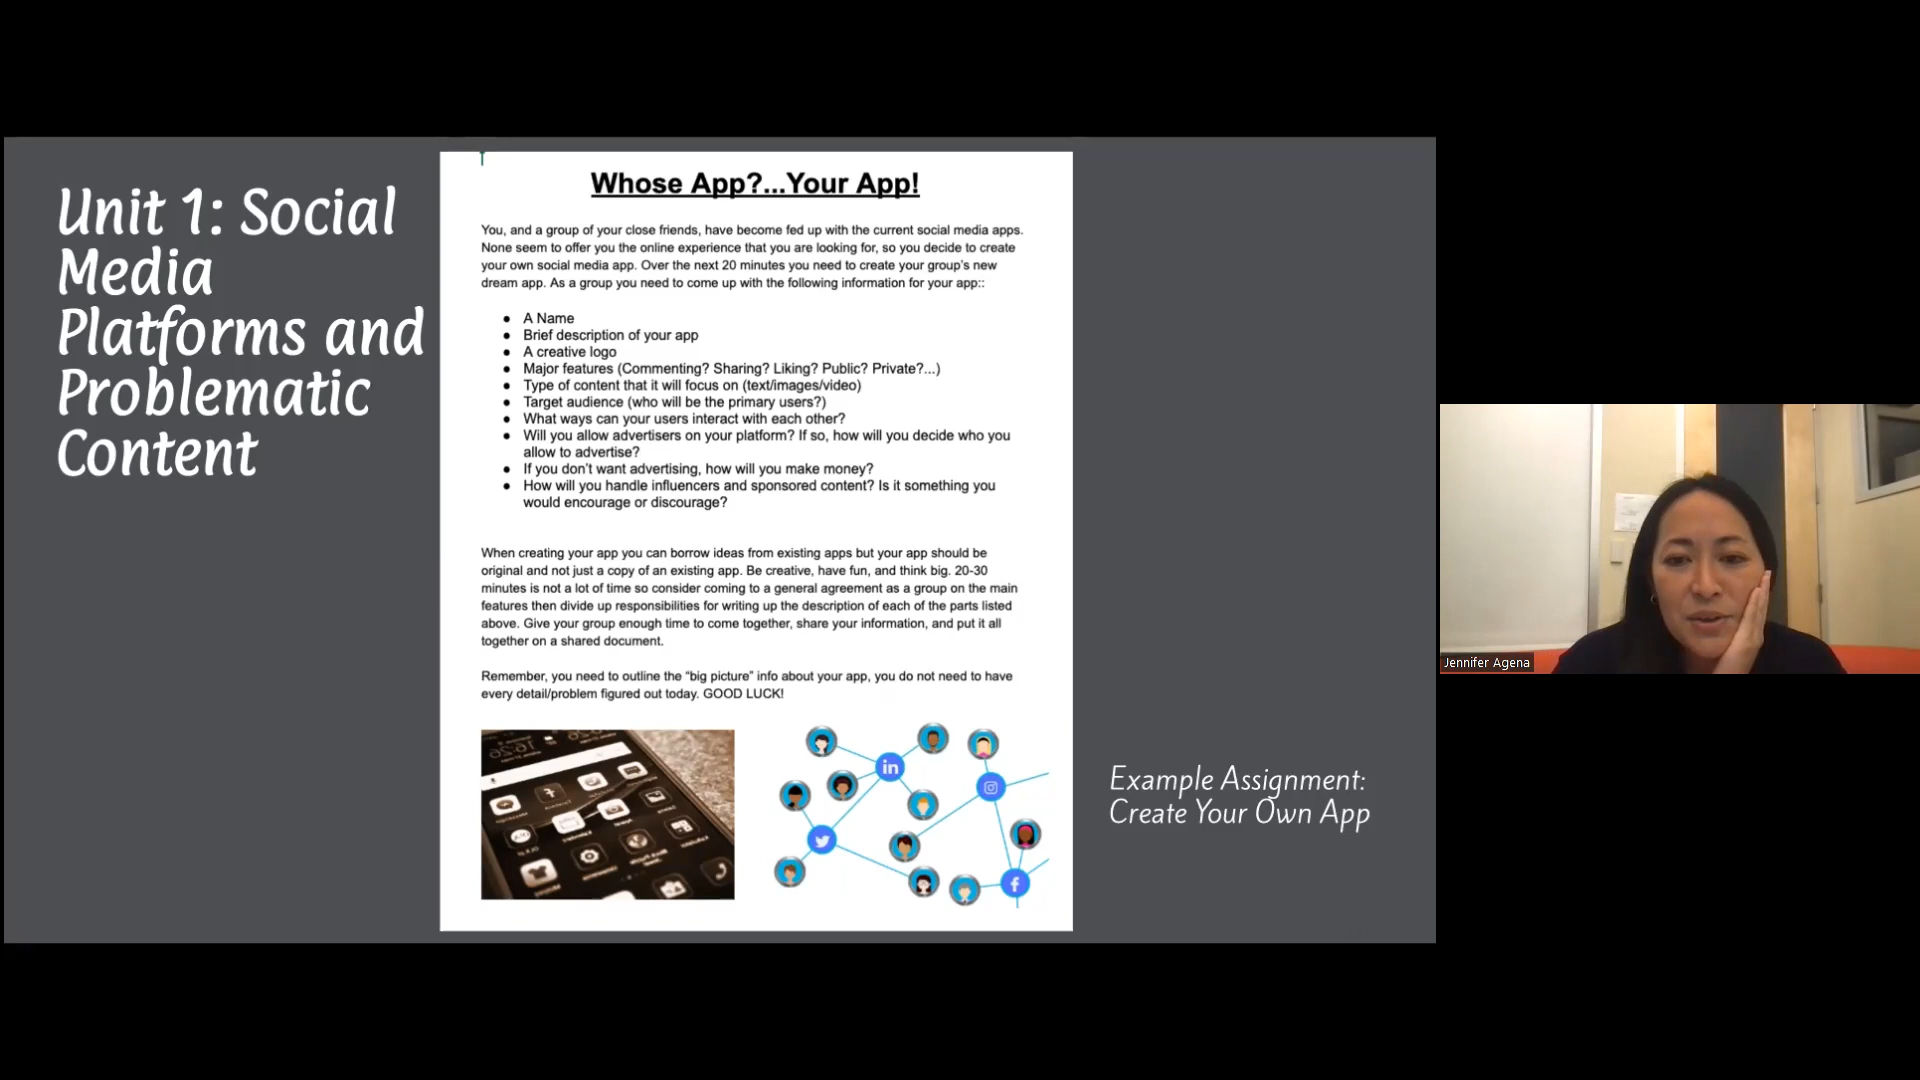 Unit 1: Social
Media
Platforms and
Problematic
Content
Whose App?...Your App!
You, and a group of your close friends, have become fed up with the current social media apps.
None seem to offer you the online experience that you are looking for, so you decide to create
your own social media app. Over the next 20 minutes you need to create your group's new
dream app. As a group you need to come up with the following information for your app::
● A Name
● Brief description of your app
● A creative logo
● Major features (Commenting? Sharing? Liking? Public? Private?...)
● Type of content that it will focus on (text/images/video)
● Target audience (who will be the primary users?)
● What ways can your users interact with each other?
● Will you allow advertisers on your platform? If so, how will you decide who you
allow to advertise?
● If you don't want advertising, how will you make money?
● How will you handle influencers and sponsored content? Is it something you
would encourage or discourage?
When creating your app you can borrow ideas from existing apps but your app should be
original and not just a copy of an existing app. Be creative, have fun, and think big. 20-30
minutes is not a lot of time so consider coming to a general agreement as a group on the main
features then divide up responsibilities for writing up the description of each of the parts listed
above. Give your group enough time to come together, share your information, and put it all
together on a shared document.
Remember, you need to outline the “big picture” info about your app, you do not need to have
every detail/problem figured out today. GOOD LUCK!
16:26
in
f
Example Assignment:
Create Your Own App
Jennifer Agena